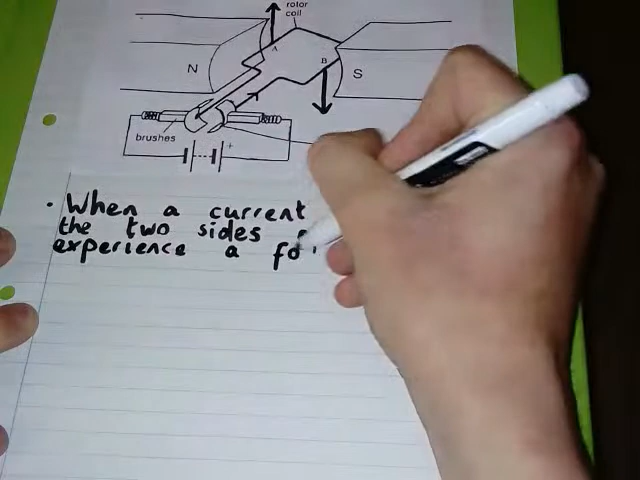 rotor
coil
A
B
N
S
brushes
+
• When a current
the two sides
experience a fo